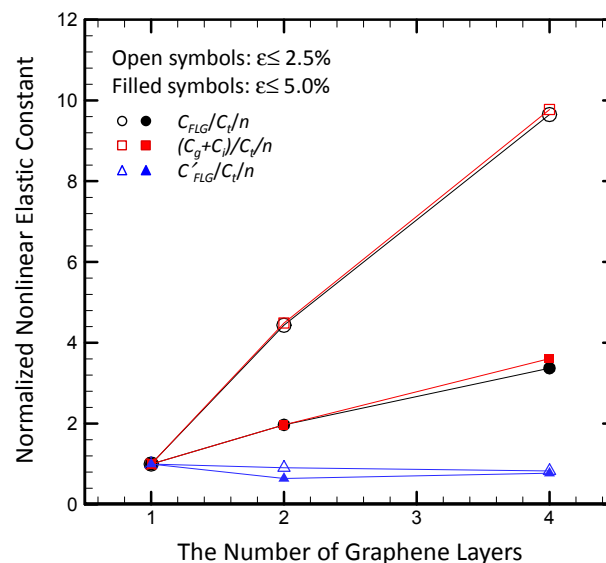 12
10
8
6
4
2
0
Normalized Nonlinear Elastic Constant
Open symbols: ε≤ 2.5%
Filled symbols: ε≤ 5.0%
C_FLG/C_t/n
(C_g+C_i)/C_t/n
C′_FLG/C_t/n
1 2 3 4
The Number of Graphene Layers